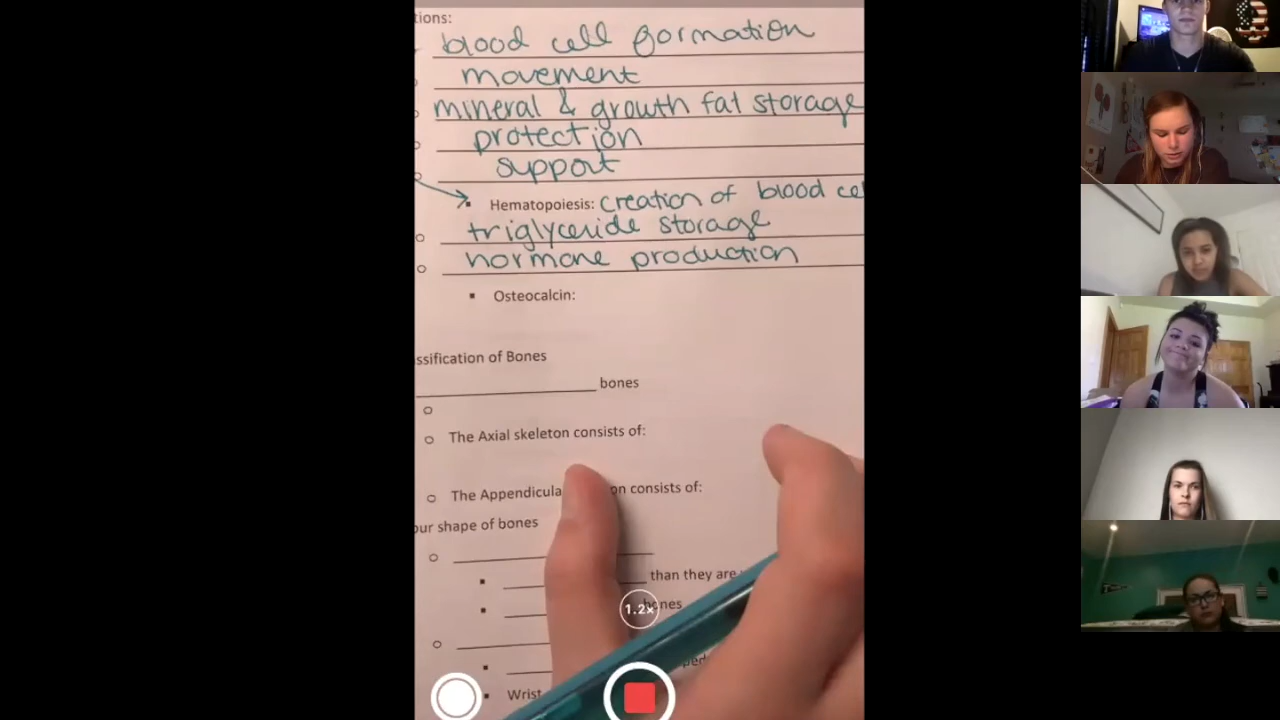 tions:
blood cell formation
movement
mineral & growth fat storage
protection
support
Hematopoiesis: creation of blood ce
triglyceride storage
hormone production
Osteocalcin:
ssification of Bones
bones
The Axial skeleton consists of:
The Appendicula on consists of:
our shape of bones
than they are
1.2x bones
Wrist